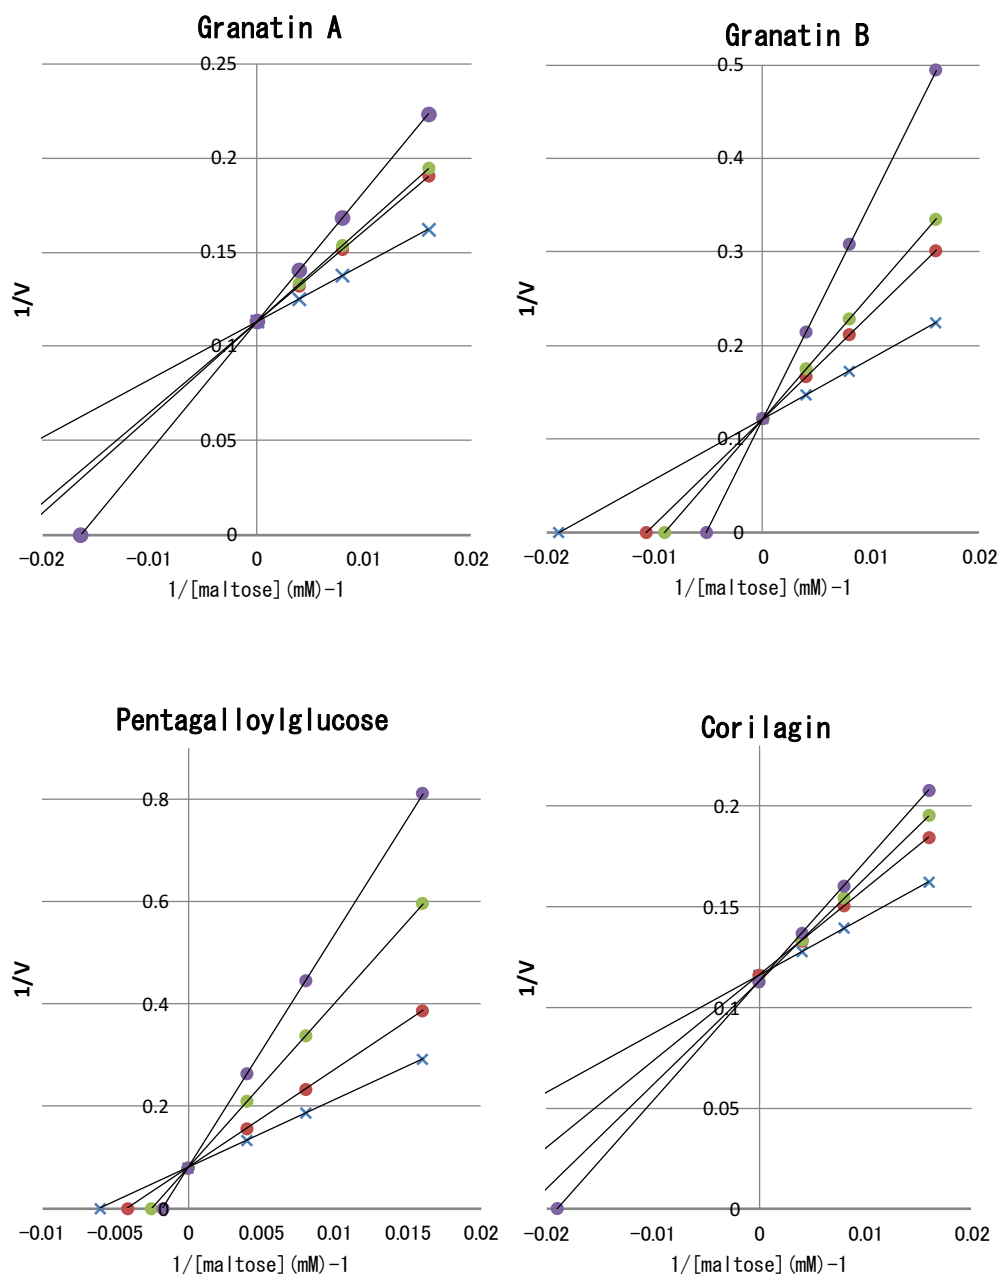 Granatin A
0.25
0.2
0.15
0.1
0.05
0
1/V
-0.02 -0.01 0 0.01 0.02
1/[maltose](mM)-1
Granatin B
0.5
0.4
0.3
0.2
0.1
0
1/V
-0.02 -0.01 0 0.01 0.02
1/[maltose](mM)-1
Pentagalloylglucose
0.8
0.6
0.4
0.2
0
1/V
-0.01 -0.005 0 0.005 0.01 0.015 0.02
1/[maltose](mM)-1
Corilagin
0.2
0.15
0.1
0.05
0
1/V
-0.02 -0.01 0 0.01 0.02
1/[maltose](mM)-1